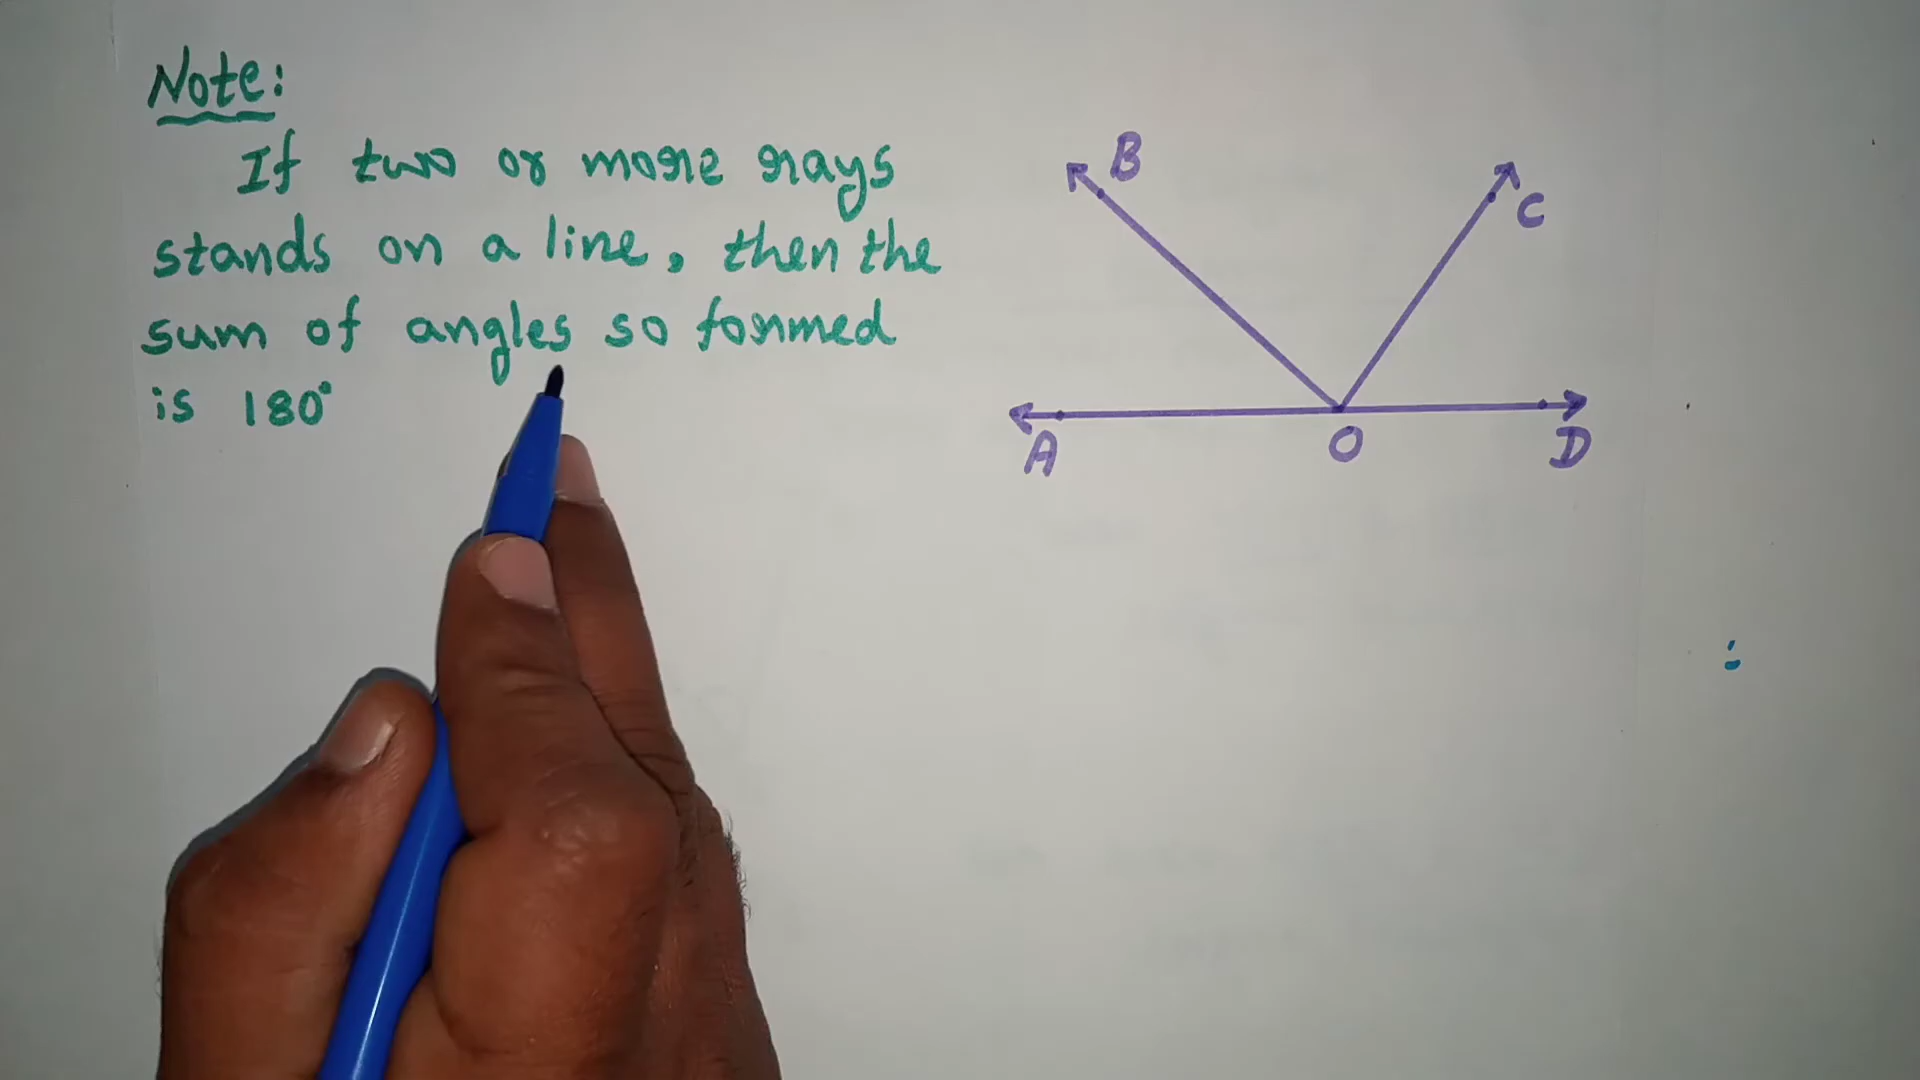 Note:
If two or more rays
stands on a line, then the
sum of angles so formed
is 180°
B
C
A
O
D